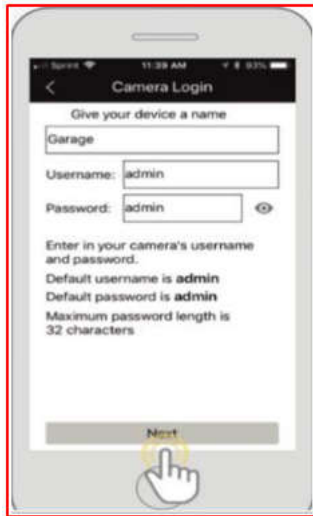 Sprint 11:39 AM 93%
Camera Login
Give your device a name
Garage
Username: admin
Password: admin
Enter in your camera's username
and password.
Default username is admin
Default password is admin
Maximum password length is
32 characters
Next